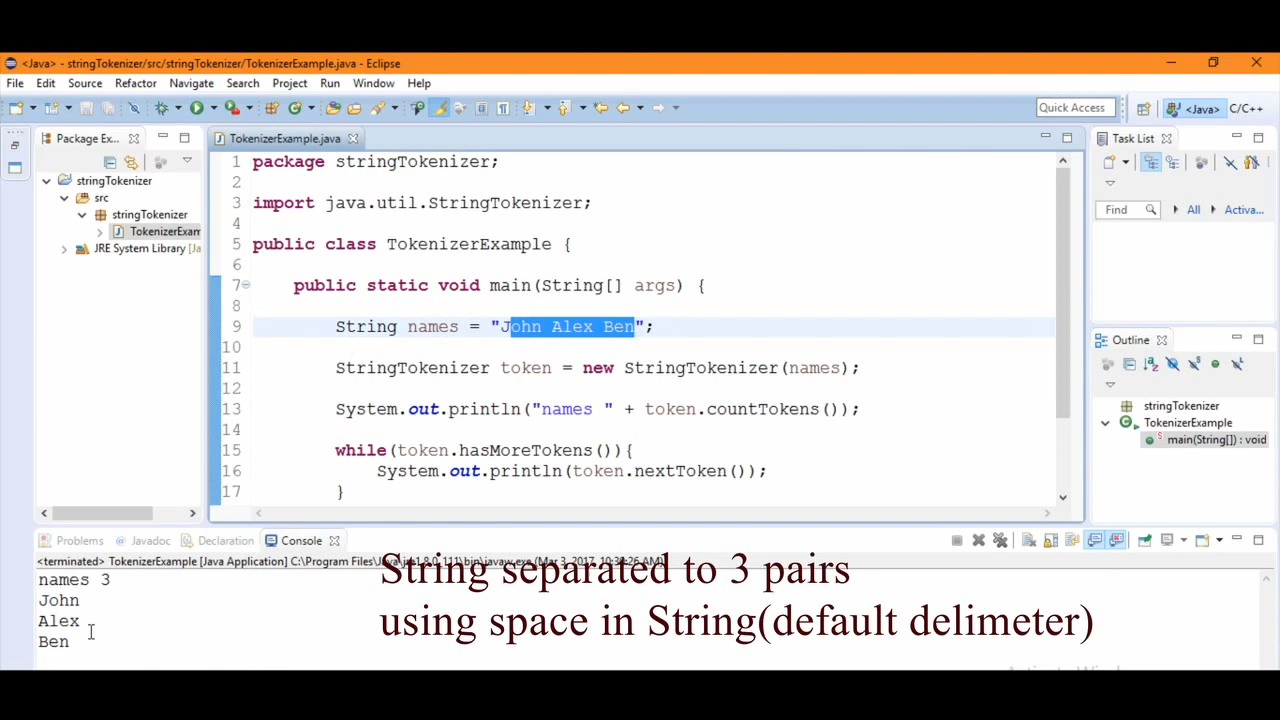 <Java> - stringTokenizer/src/stringTokenizer/TokenizerExample.java - Eclipse
File Edit Source Refactor Navigate Search Project Run Window Help
Quick Access <Java> C/C++
Package Ex...
stringTokenizer
src
stringTokenizer
TokenizerExam
JRE System Library [Ja
TokenizerExample.java
1 package stringTokenizer;
2
3 import java.util.StringTokenizer;
4
5 public class TokenizerExample {
6
7 public static void main(String[] args) {
8
9 String names = "John Alex Ben";
10
11 StringTokenizer token = new StringTokenizer(names);
12
13 System.out.println("names " + token.countTokens());
14
15 while(token.hasMoreTokens()){
16 System.out.println(token.nextToken());
17 }
Task List
Find All Activa...
Outline
stringTokenizer
TokenizerExample
main(String[]) : void
Problems Javadoc Declaration Console
<terminated> TokenizerExample [Java Application] C:\Program Files\
names 3
John
Alex
Ben
String separated to 3 pairs
using space in String(default delimeter)